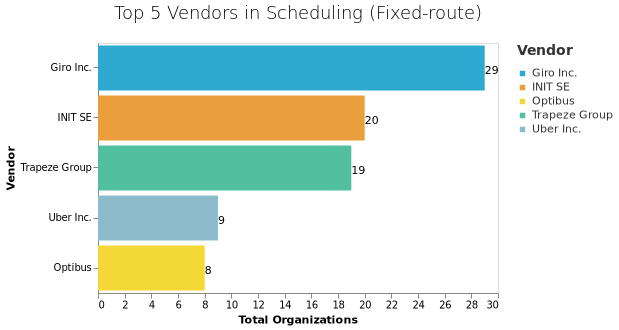 Top 5 Vendors in Scheduling (Fixed-route)
Vendor
Giro Inc.
INIT SE
Optibus
Trapeze Group
Uber Inc.
Vendor
Giro Inc.
29
INIT SE
20
Trapeze Group
19
Uber Inc.
9
Optibus
8
0 2 4 6 8 10 12 14 16 18 20 22 24 26 28 30
Total Organizations